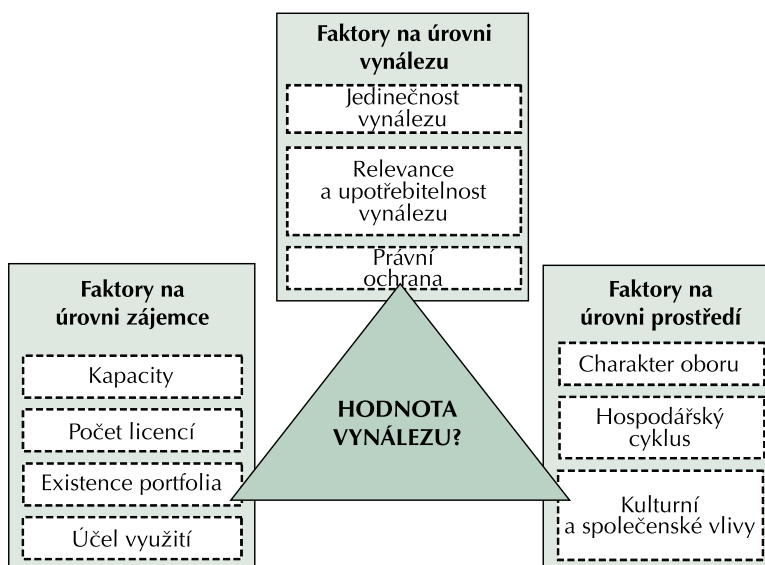 Faktory na úrovni
vynálezu
Jedinečnost
vynálezu
Relevance
a upotřebitelnost
vynálezu
Právní
ochrana
Faktory na
úrovni zájemce
Kapacity
Počet licencí
Existence portfolia
Účel využití
HODNOTA
VYNÁLEZU?
Faktory na
úrovni prostředí
Charakter oboru
Hospodářský
cyklus
Kulturní
a společenské vlivy